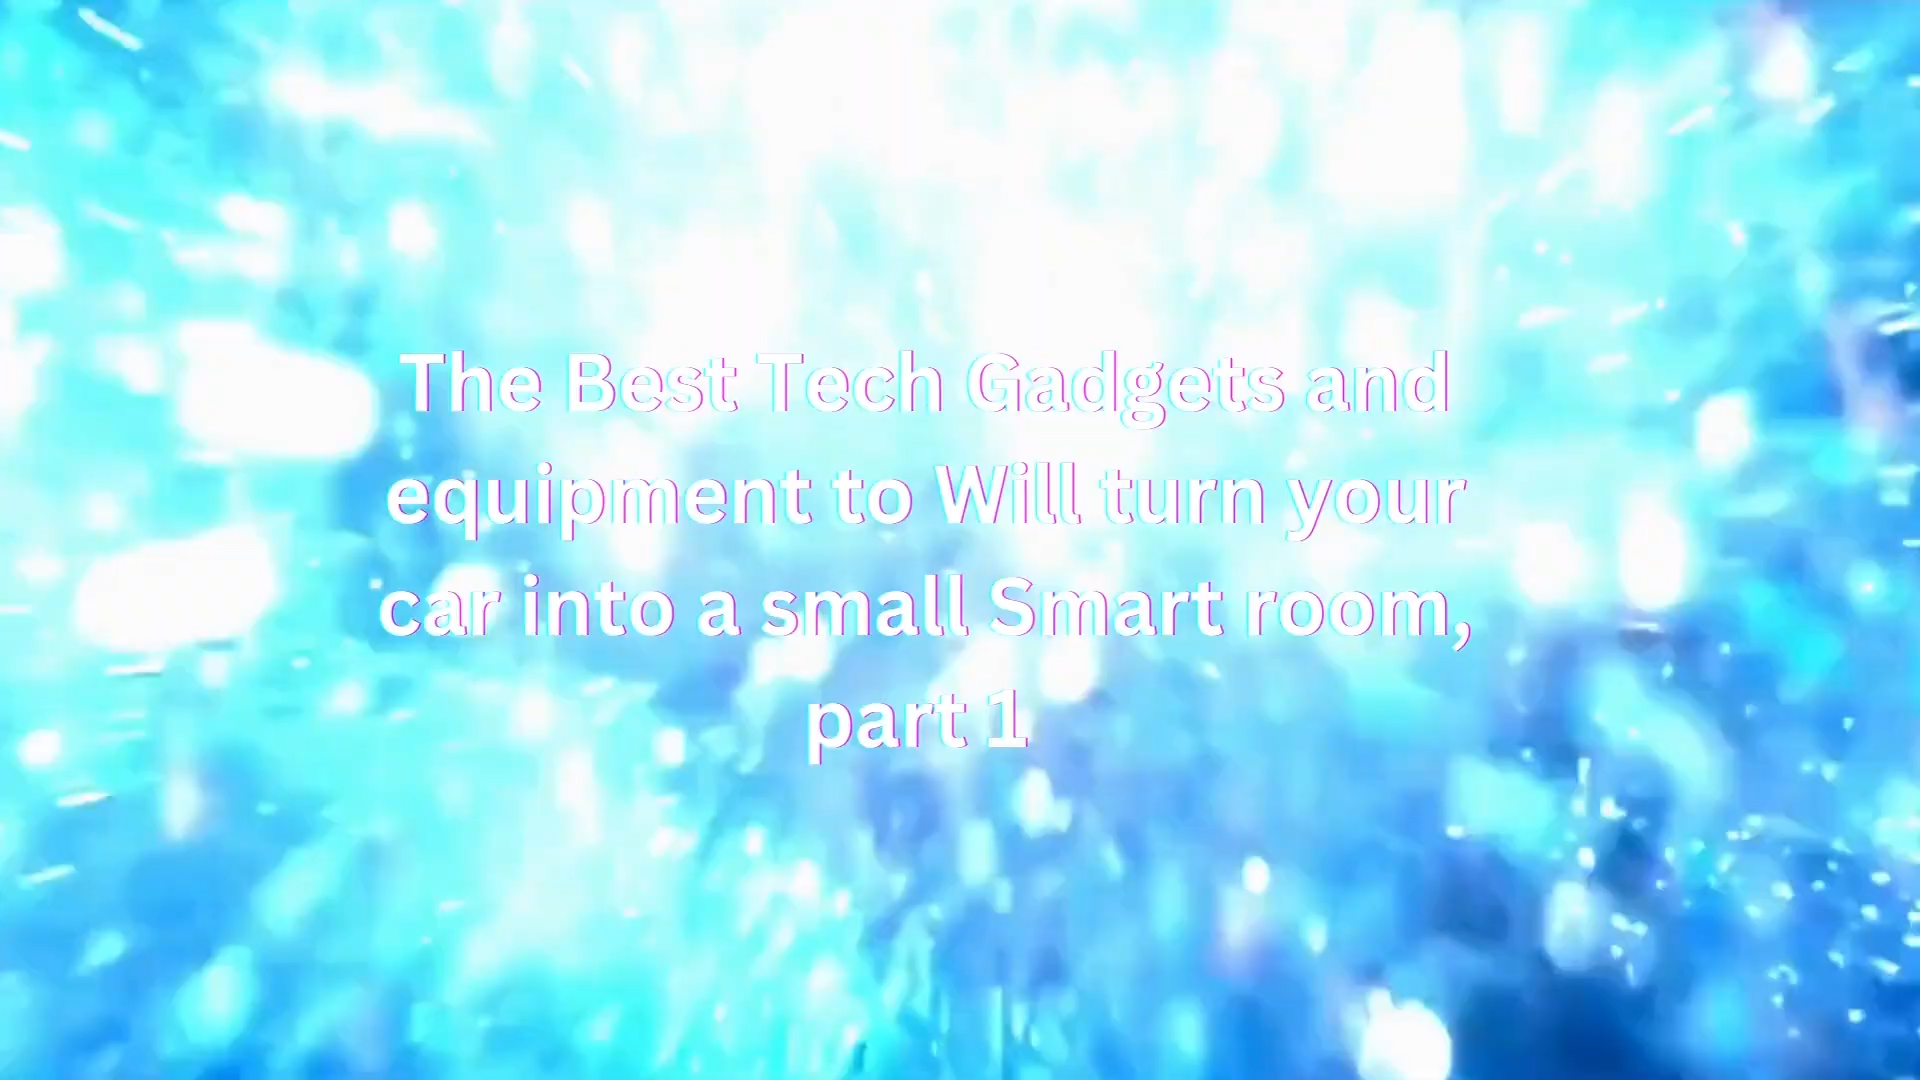 The Best Tech Gadgets and
equipment to Will turn your
car into a small Smart room,
part 1